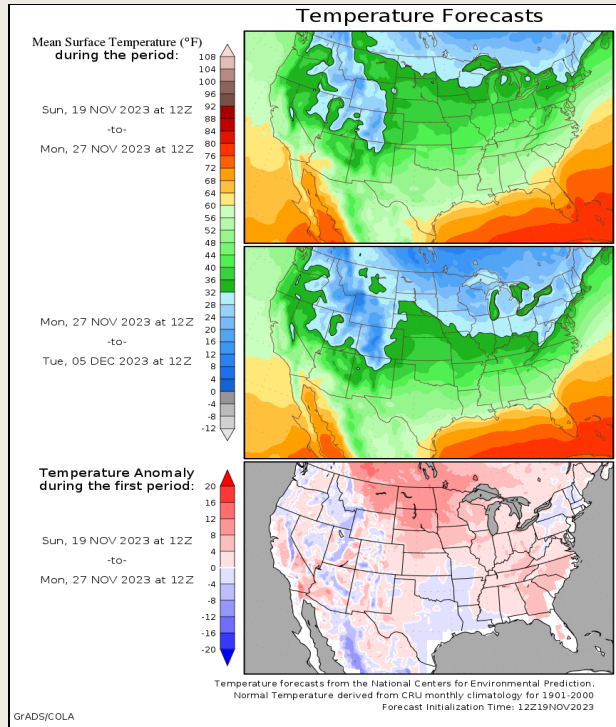 Temperature Forecasts
Mean Surface Temperature (°F)
during the period:
Sun, 19 NOV 2023 at 12Z
-to-
Mon, 27 NOV 2023 at 12Z
108
104
100
96
92
88
84
80
76
72
68
64
60
56
52
48
44
40
36
32
28
24
20
16
12
8
4
0
-4
-8
-12
Mon, 27 NOV 2023 at 12Z
-to-
Tue, 05 DEC 2023 at 12Z
Temperature Anomaly
during the first period:
Sun, 19 NOV 2023 at 12Z
-to-
Mon, 27 NOV 2023 at 12Z
20
16
12
8
4
0
-4
-8
-12
-16
-20
Temperature forecasts from the National Centers for Environmental Prediction.
Normal Temperature derived from CRU monthly climatology for 1901-2000
Forecast Initialization Time: 12Z19NOV2023
GrADS/COLA